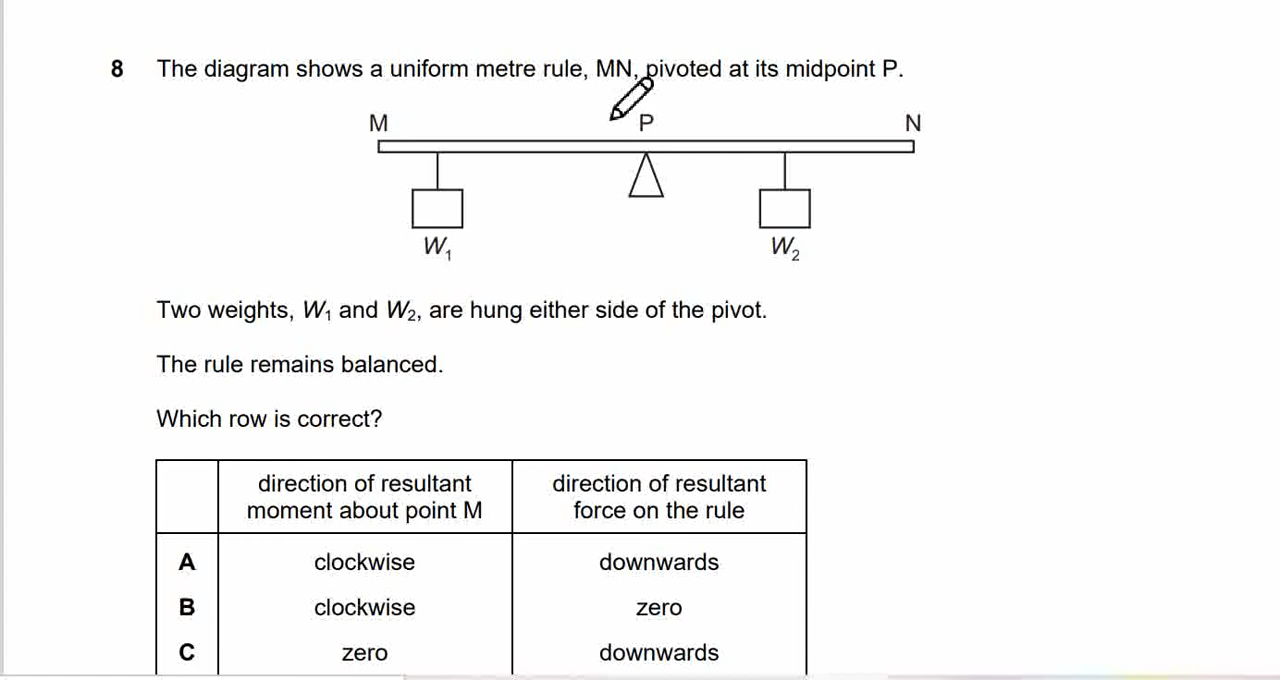 8 The diagram shows a uniform metre rule, MN, pivoted at its midpoint P.
M P N
W1 W2
Two weights, W1 and W2, are hung either side of the pivot.
The rule remains balanced.
Which row is correct?
direction of resultant direction of resultant
moment about point M force on the rule
A clockwise downwards
B clockwise zero
C zero downwards